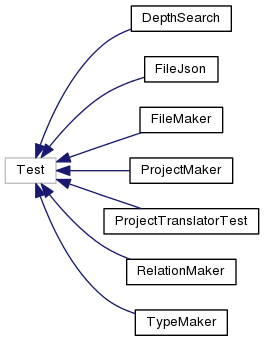 DepthSearch
FileJson
FileMaker
Test
ProjectMaker
ProjectTranslatorTest
RelationMaker
TypeMaker